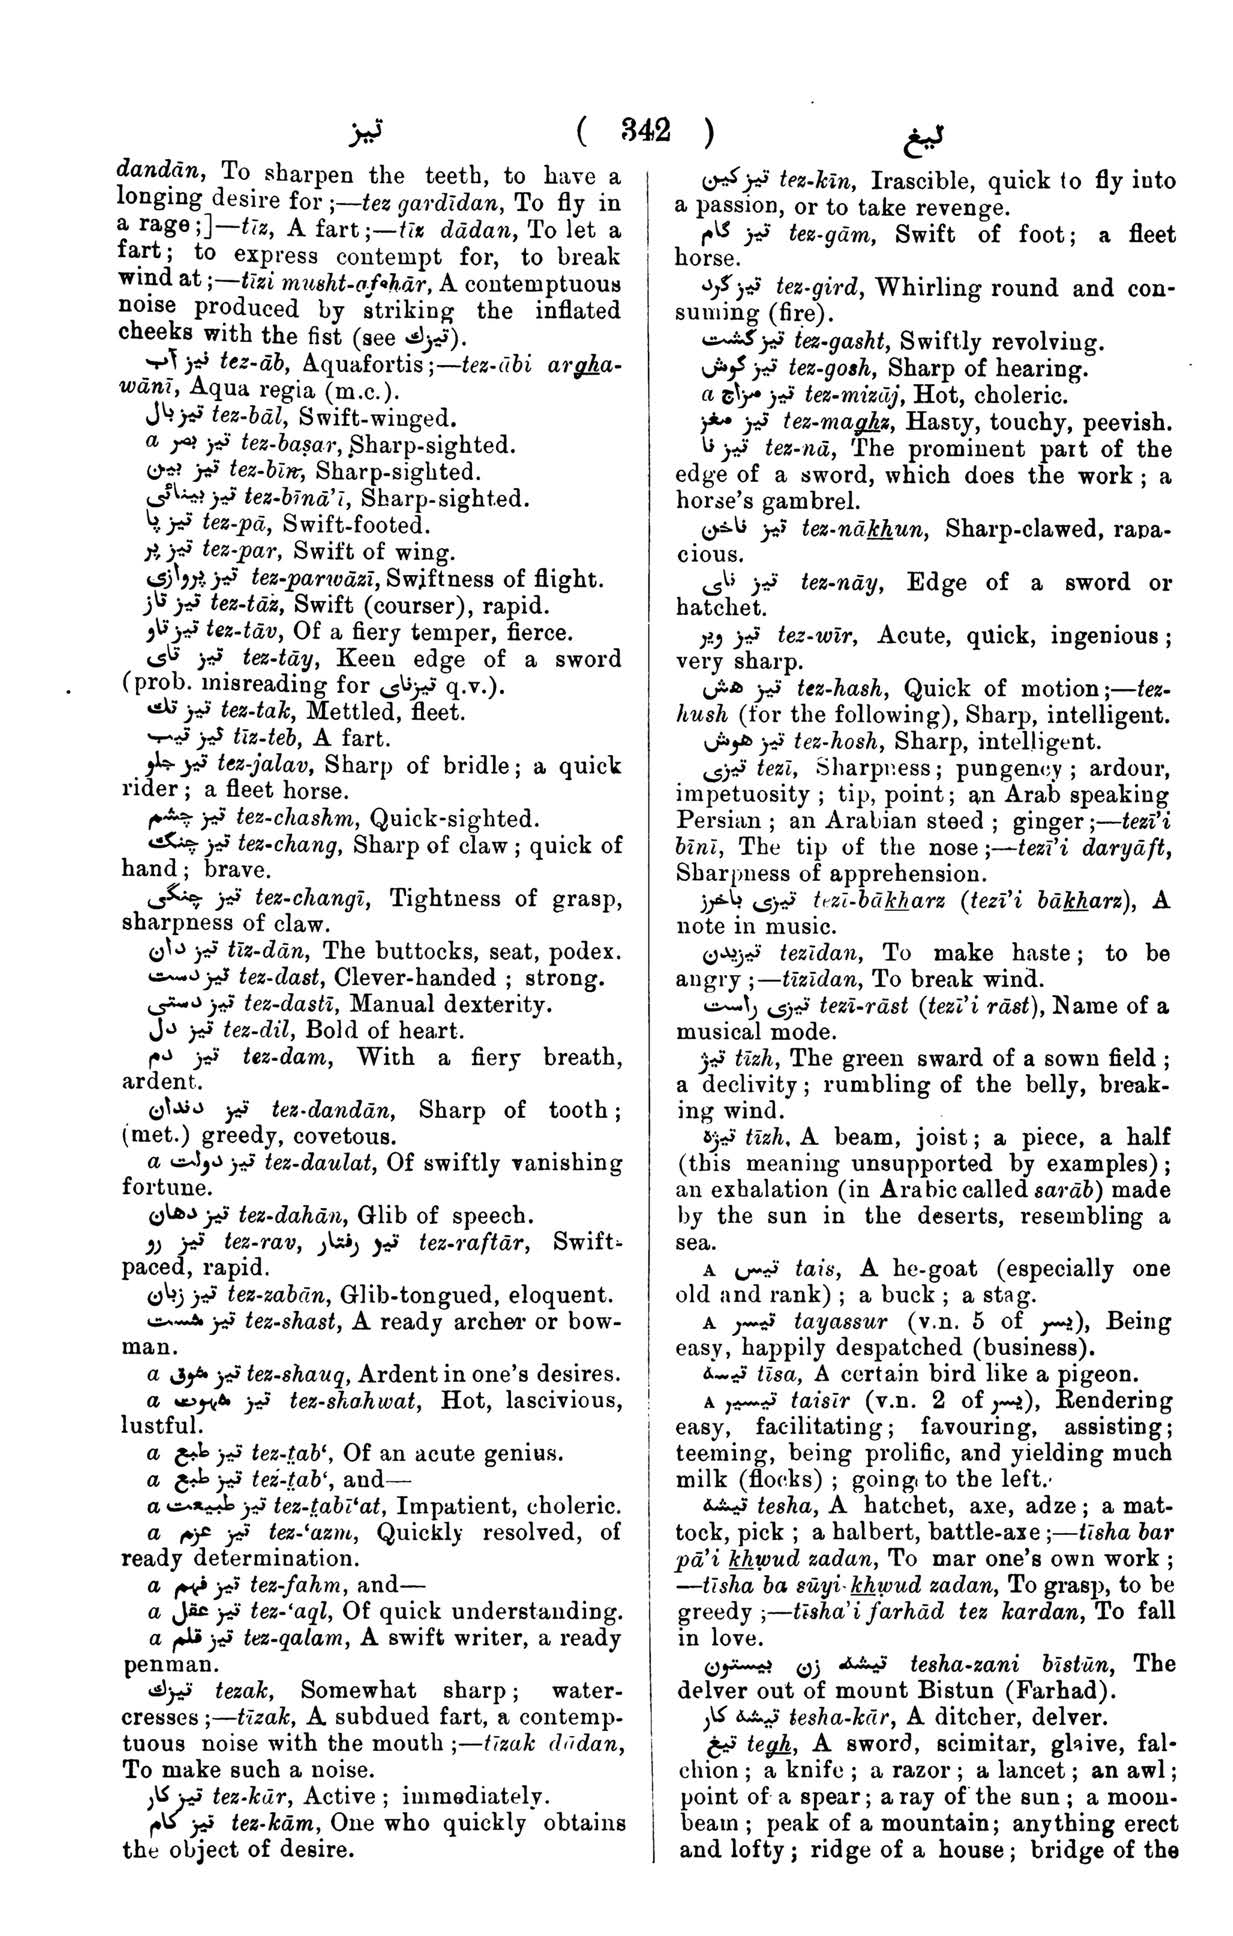 تيز ( 342 ) تيغ
dandān, To sharpen the teeth, to have a
longing desire for ;—tez gardīdan, To fly in
a rage ;]—tīz, A fart ;—tīz dādan, To let a
fart ; to express contempt for, to break
wind at ;—tīzi musht-afshār, A contemptuous
noise produced by striking the inflated
cheeks with the fist (see تيزك).
تيز آب tez-āb, Aquafortis ;—tez-ābi argha-
wānī, Aqua regia (m.c.).
تيز بال tez-bāl, Swift-winged.
a تيز بصر tez-baṣar, Sharp-sighted.
تيز بين tez-bīn, Sharp-sighted.
تيز بينائى tez-bīnā'ī, Sharp-sighted.
تيز پا tez-pā, Swift-footed.
تيز پر tez-par, Swift of wing.
تيز پروازى tez-parwāzī, Swiftness of flight.
تيز تاز tez-tāz, Swift (courser), rapid.
تيز تاو tez-tāv, Of a fiery temper, fierce.
تيز تاى tez-tāy, Keen edge of a sword
(prob. misreading for تيزناى q.v.).
تيز تك tez-tak, Mettled, fleet.
تيز تيب tīz-teb, A fart.
تيز جلو tez-jalav, Sharp of bridle ; a quick
rider ; a fleet horse.
تيز چشم tez-chashm, Quick-sighted.
تيز چنگ tez-chang, Sharp of claw ; quick of
hand ; brave.
تيز چنگى tez-changī, Tightness of grasp,
sharpness of claw.
تيز دان tīz-dān, The buttocks, seat, podex.
تيز دست tez-dast, Clever-handed ; strong.
تيز دستى tez-dastī, Manual dexterity.
تيز دل tez-dil, Bold of heart.
تيز دم tez-dam, With a fiery breath,
ardent.
تيز دندان tez-dandān, Sharp of tooth ;
(met.) greedy, covetous.
a تيز دولت tez-daulat, Of swiftly vanishing
fortune.
تيز دهان tez-dahān, Glib of speech.
تيز رو tez-rav, تيز رفتار tez-raftār, Swift-
paced, rapid.
تيز زبان tez-zabān, Glib-tongued, eloquent.
تيز شست tez-shast, A ready archer or bow-
man.
a تيز شوق tez-shauq, Ardent in one's desires.
a تيز شهوت tez-shahwat, Hot, lascivious,
lustful.
a تيز طبع tez-t̤ab‘, Of an acute genius.
a تيز طبع tez-t̤ab‘, and—
a تيز طبيعت tez-t̤abī‘at, Impatient, choleric.
a تيز عزم tez-‘azm, Quickly resolved, of
ready determination.
a تيز فهم tez-fahm, and—
a تيز عقل tez-‘aql, Of quick understanding.
a تيز قلم tez-qalam, A swift writer, a ready
penman.
تيزك tezak, Somewhat sharp ; water-
cresses ;—tīzak, A subdued fart, a contemp-
tuous noise with the mouth ;—tīzak dādan,
To make such a noise.
تيز كار tez-kār, Active ; immediately.
تيز كام tez-kām, One who quickly obtains
the object of desire.
تيز كين tez-kīn, Irascible, quick to fly into
a passion, or to take revenge.
تيز گام tez-gām, Swift of foot ; a fleet
horse.
تيز گرد tez-gird, Whirling round and con-
suming (fire).
تيز گشت tez-gasht, Swiftly revolving.
تيز گوش tez-gosh, Sharp of hearing.
a تيز مزاج tez-mizāj, Hot, choleric.
تيز مغز tez-maghz, Hasty, touchy, peevish.
تيز نا tez-nā, The prominent part of the
edge of a sword, which does the work ; a
horse's gambrel.
تيز ناخن tez-nākhun, Sharp-clawed, rapa-
cious.
تيز ناى tez-nāy, Edge of a sword or
hatchet.
تيز وير tez-wīr, Acute, quick, ingenious ;
very sharp.
تيز هش tez-hash, Quick of motion ;—tez-
hush (for the following), Sharp, intelligent.
تيز هوش tez-hosh, Sharp, intelligent.
تيزى tezī, Sharpness ; pungency ; ardour,
impetuosity ; tip, point ; an Arab speaking
Persian ; an Arabian steed ; ginger ;—tezī'i
bīnī, The tip of the nose ;—tezī'i daryāft,
Sharpness of apprehension.
تيزى باخرز tezī-bākharz (tezī'i bākharz), A
note in music.
تيزيدن tezīdan, To make haste ; to be
angry ;—tīzīdan, To break wind.
تيزى راست tezī-rāst (tezī'i rāst), Name of a
musical mode.
تيژ tīzh, The green sward of a sown field ;
a declivity ; rumbling of the belly, break-
ing wind.
تيژه tīzh, A beam, joist ; a piece, a half
(this meaning unsupported by examples) ;
an exhalation (in Arabic called sarāb) made
by the sun in the deserts, resembling a
sea.
A تيس tais, A he-goat (especially one
old and rank) ; a buck ; a stag.
A تيسر tayassur (v.n. 5 of يسر), Being
easy, happily despatched (business).
تيسه tīsa, A certain bird like a pigeon.
A تيسير taisīr (v.n. 2 of يسر), Rendering
easy, facilitating ; favouring, assisting ;
teeming, being prolific, and yielding much
milk (flocks) ; going to the left.
تيشه tesha, A hatchet, axe, adze ; a mat-
tock, pick ; a halbert, battle-axe ;—tīsha bar
pā'i khẉud zadan, To mar one's own work ;
—tīsha ba sūyi khẉud zadan, To grasp, to be
greedy ;—tīsha'i farhād tez kardan, To fall
in love.
تيشه زن بيستون tesha-zani bīstūn, The
delver out of mount Bistun (Farhad).
تيشه كار tesha-kār, A ditcher, delver.
تيغ tegh, A sword, scimitar, glaive, fal-
chion ; a knife ; a razor ; a lancet ; an awl ;
point of a spear ; a ray of the sun ; a moon-
beam ; peak of a mountain ; anything erect
and lofty ; ridge of a house ; bridge of the